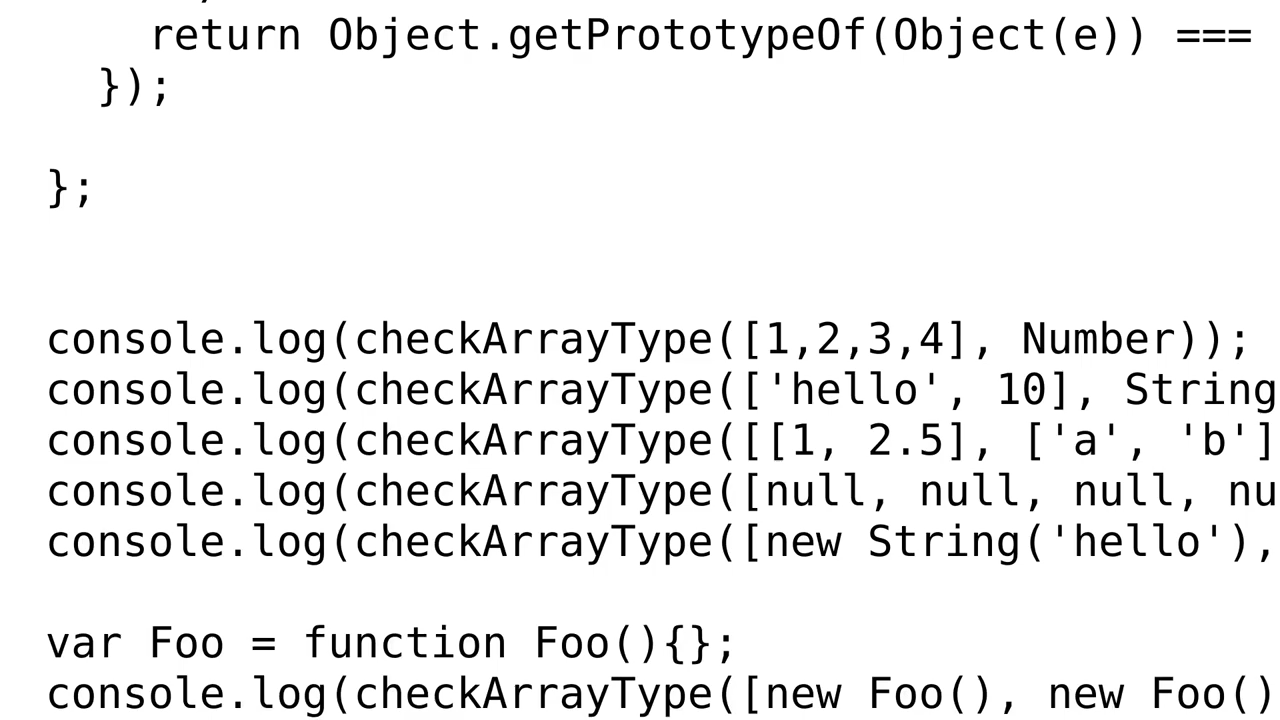 return Object.getPrototypeOf(Object(e)) ===
});
};
console.log(checkArrayType([1,2,3,4], Number));
console.log(checkArrayType(['hello', 10], String
console.log(checkArrayType([[1, 2.5], ['a', 'b']
console.log(checkArrayType([null, null, null, nu
console.log(checkArrayType([new String('hello'),
var Foo = function Foo(){};
console.log(checkArrayType([new Foo(), new Foo()